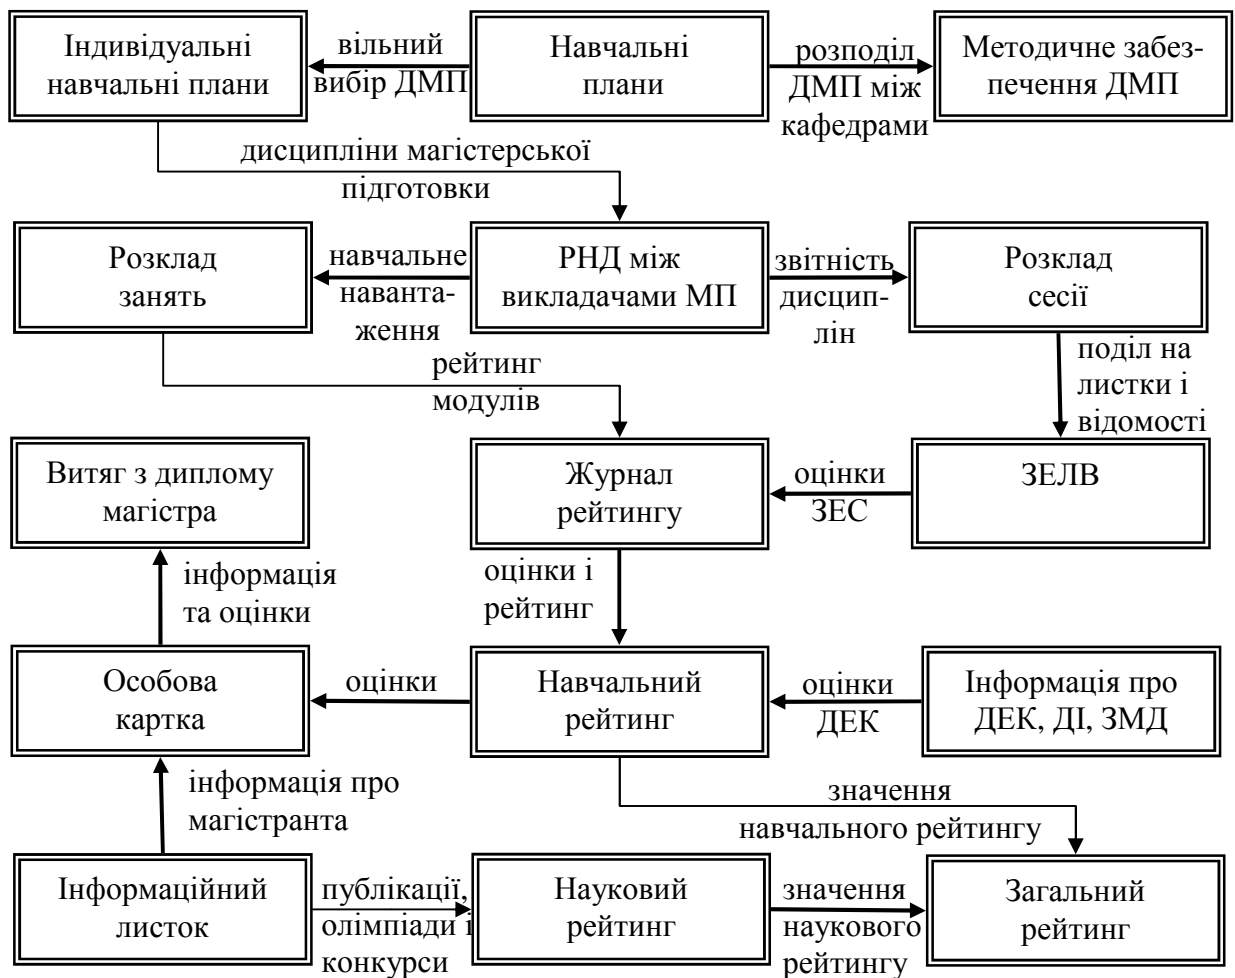 Індивідуальні
навчальні плани
вільний
вибір ДМП
Навчальні
плани
розподіл
ДМП між
кафедрами
Методичне забез-
печення ДМП
дисципліни магістерської
підготовки
Розклад
занять
навчальне
наванта-
ження
РНД між
викладачами МП
звітність
дисцип-
лін
Розклад
сесії
рейтинг
модулів
поділ на
листки і
відомості
Витяг з диплому
магістра
Журнал
рейтингу
оцінки
ЗЕС
ЗЕЛВ
інформація
та оцінки
оцінки і
рейтинг
Особова
картка
оцінки
Навчальний
рейтинг
оцінки
ДЕК
Інформація про
ДЕК, ДІ, ЗМД
інформація про
магістранта
значення
навчального рейтингу
Інформаційний
листок
публікації,
олімпіади і
конкурси
Науковий
рейтинг
значення
наукового
рейтингу
Загальний
рейтинг